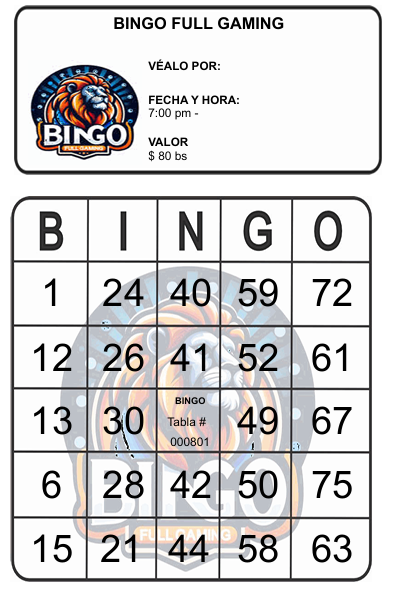 BINGO FULL GAMING
VÉALO POR:
FECHA Y HORA:
7:00 pm -
VALOR
$ 80 bs
BINGO
FULL GAMING
B I N G O
1 24 40 59 72
12 26 41 52 61
13 30 BINGO Tabla # 000801 49 67
6 28 42 50 75
15 21 44 58 63
BINGO
FULL GAMING